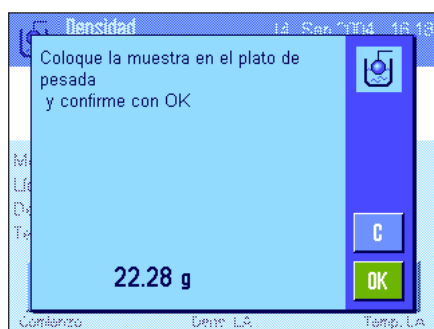 Densidad 14. Sep 2004 16:18
Coloque la muestra en el plato de
pesada
y confirme con OK
C
22.28 g
OK
Comienzo Dens. LA Temp. LA